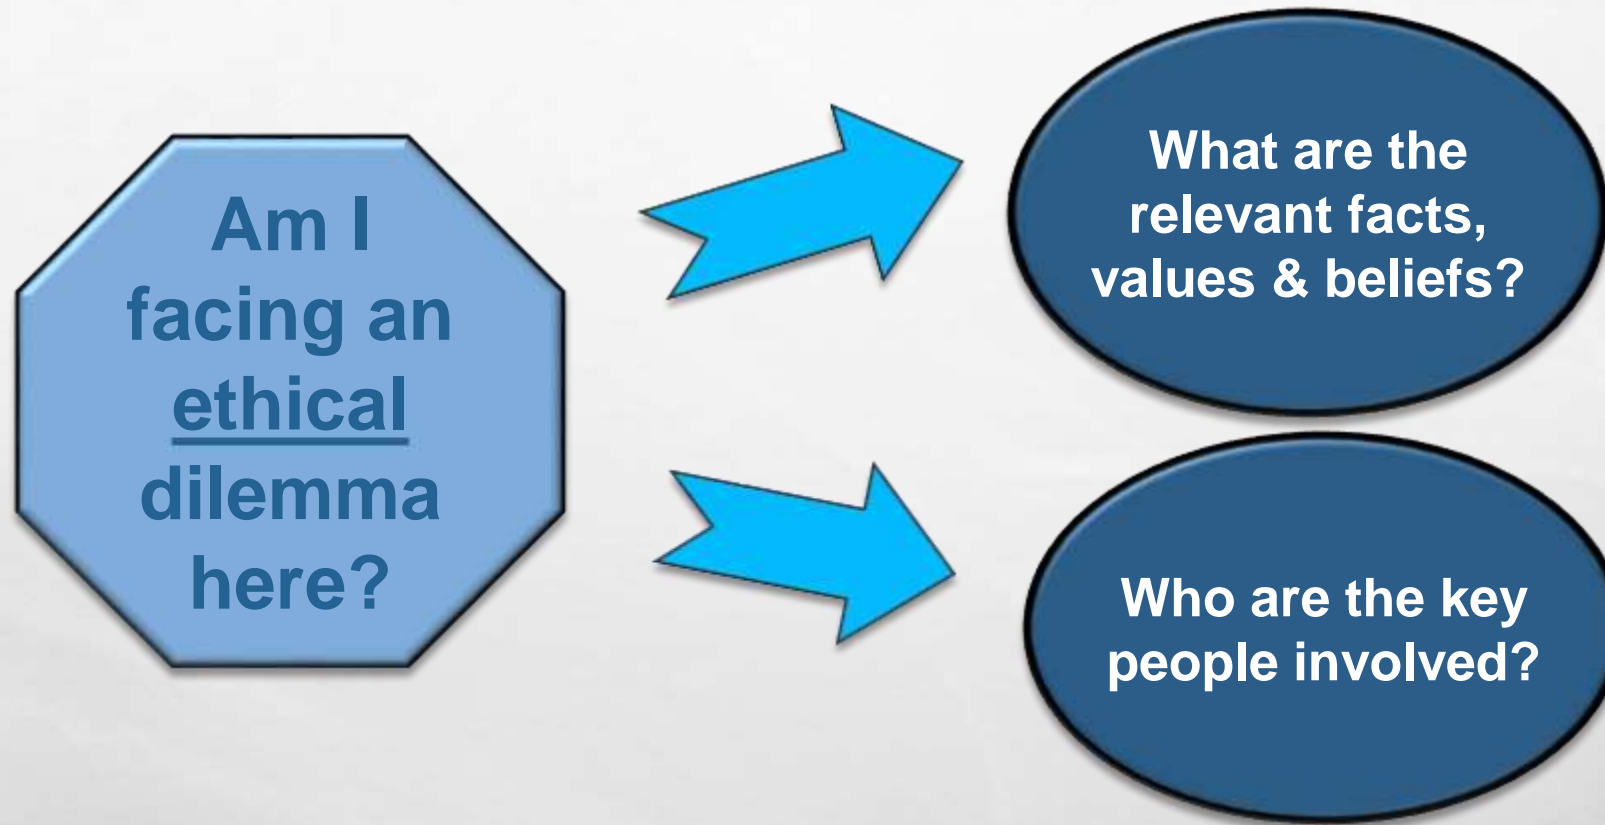 Am I
facing an
ethical
dilemma
here?
What are the
relevant facts,
values & beliefs?
Who are the key
people involved?